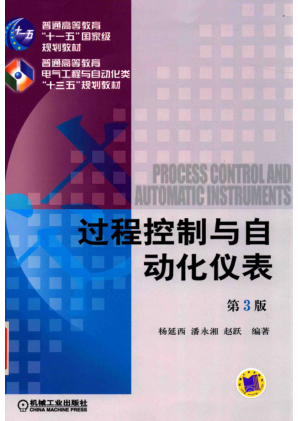 普通高等教育
"十一五"国家级
规划教材
普通高等教育
电气工程与自动化类
"十三五"规划教材
PROCESS CONTROL AND
AUTOMATIC INSTRUMENTS
过程控制与自
动化仪表
第3版
杨延西 潘永湘 赵跃 编著
机械工业出版社
CHINA MACHINE PRESS